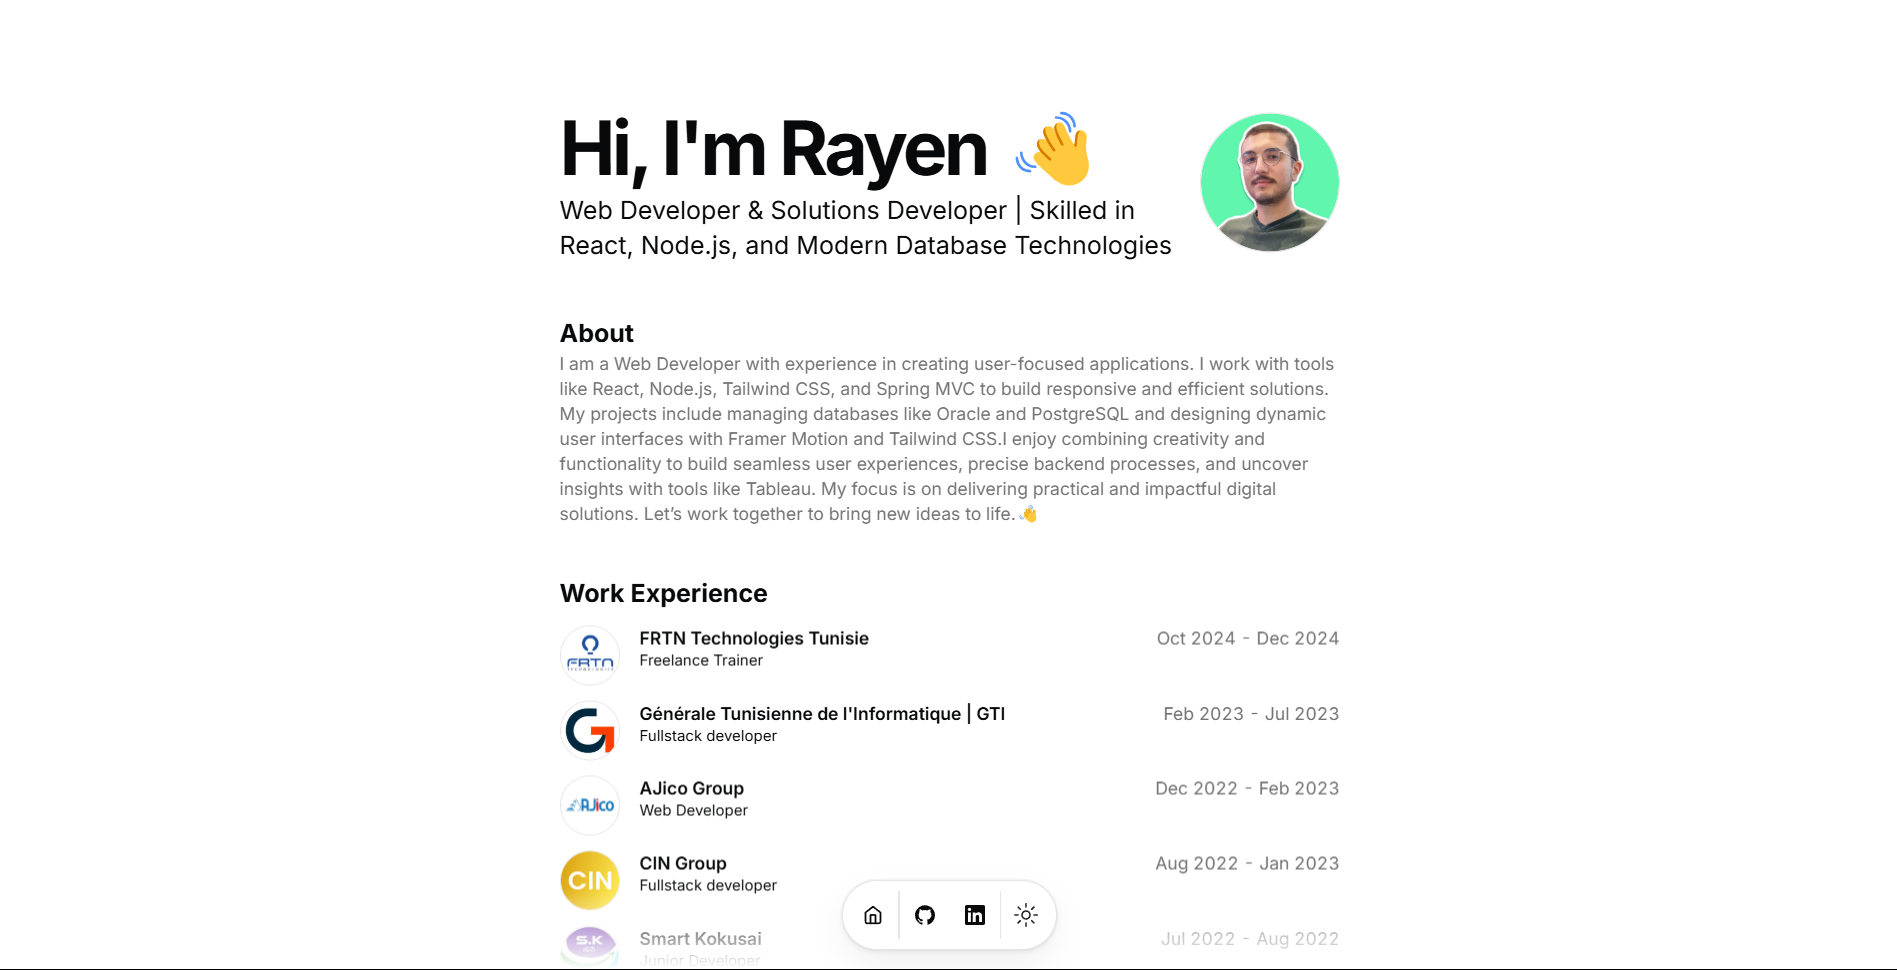 Hi, I'm Rayen 👋
Web Developer & Solutions Developer | Skilled in
React, Node.js, and Modern Database Technologies
About
I am a Web Developer with experience in creating user-focused applications. I work with tools
like React, Node.js, Tailwind CSS, and Spring MVC to build responsive and efficient solutions.
My projects include managing databases like Oracle and PostgreSQL and designing dynamic
user interfaces with Framer Motion and Tailwind CSS.I enjoy combining creativity and
functionality to build seamless user experiences, precise backend processes, and uncover
insights with tools like Tableau. My focus is on delivering practical and impactful digital
solutions. Let’s work together to bring new ideas to life.👋
Work Experience
FRTN
TECHNOLOGIES
FRTN Technologies Tunisie
Oct 2024 - Dec 2024
Freelance Trainer
G
Générale Tunisienne de l'Informatique | GTI
Feb 2023 - Jul 2023
Fullstack developer
AJico
AJico Group
Dec 2022 - Feb 2023
Web Developer
CIN
CIN Group
Aug 2022 - Jan 2023
Fullstack developer
in
S.K
Smart Kokusai
Jul 2022 - Aug 2022
Junior Developer